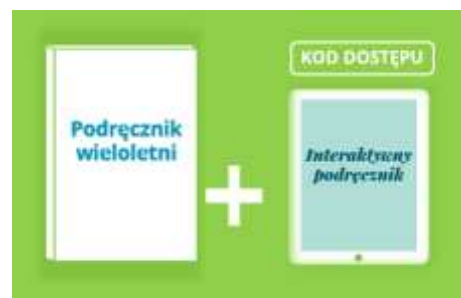 Podręcznik
wieloletni
+
KOD DOSTĘPU
Interaktywny
podręcznik